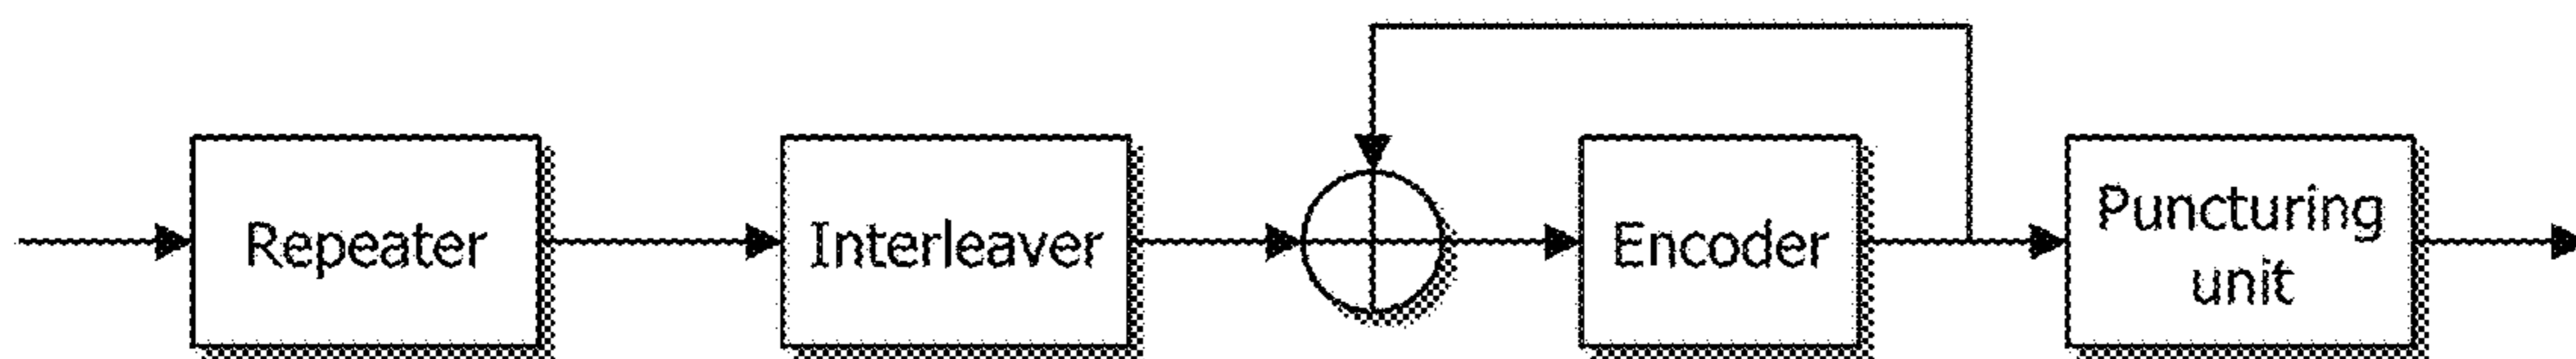 Repeater
Interleaver
Encoder
Puncturing
unit